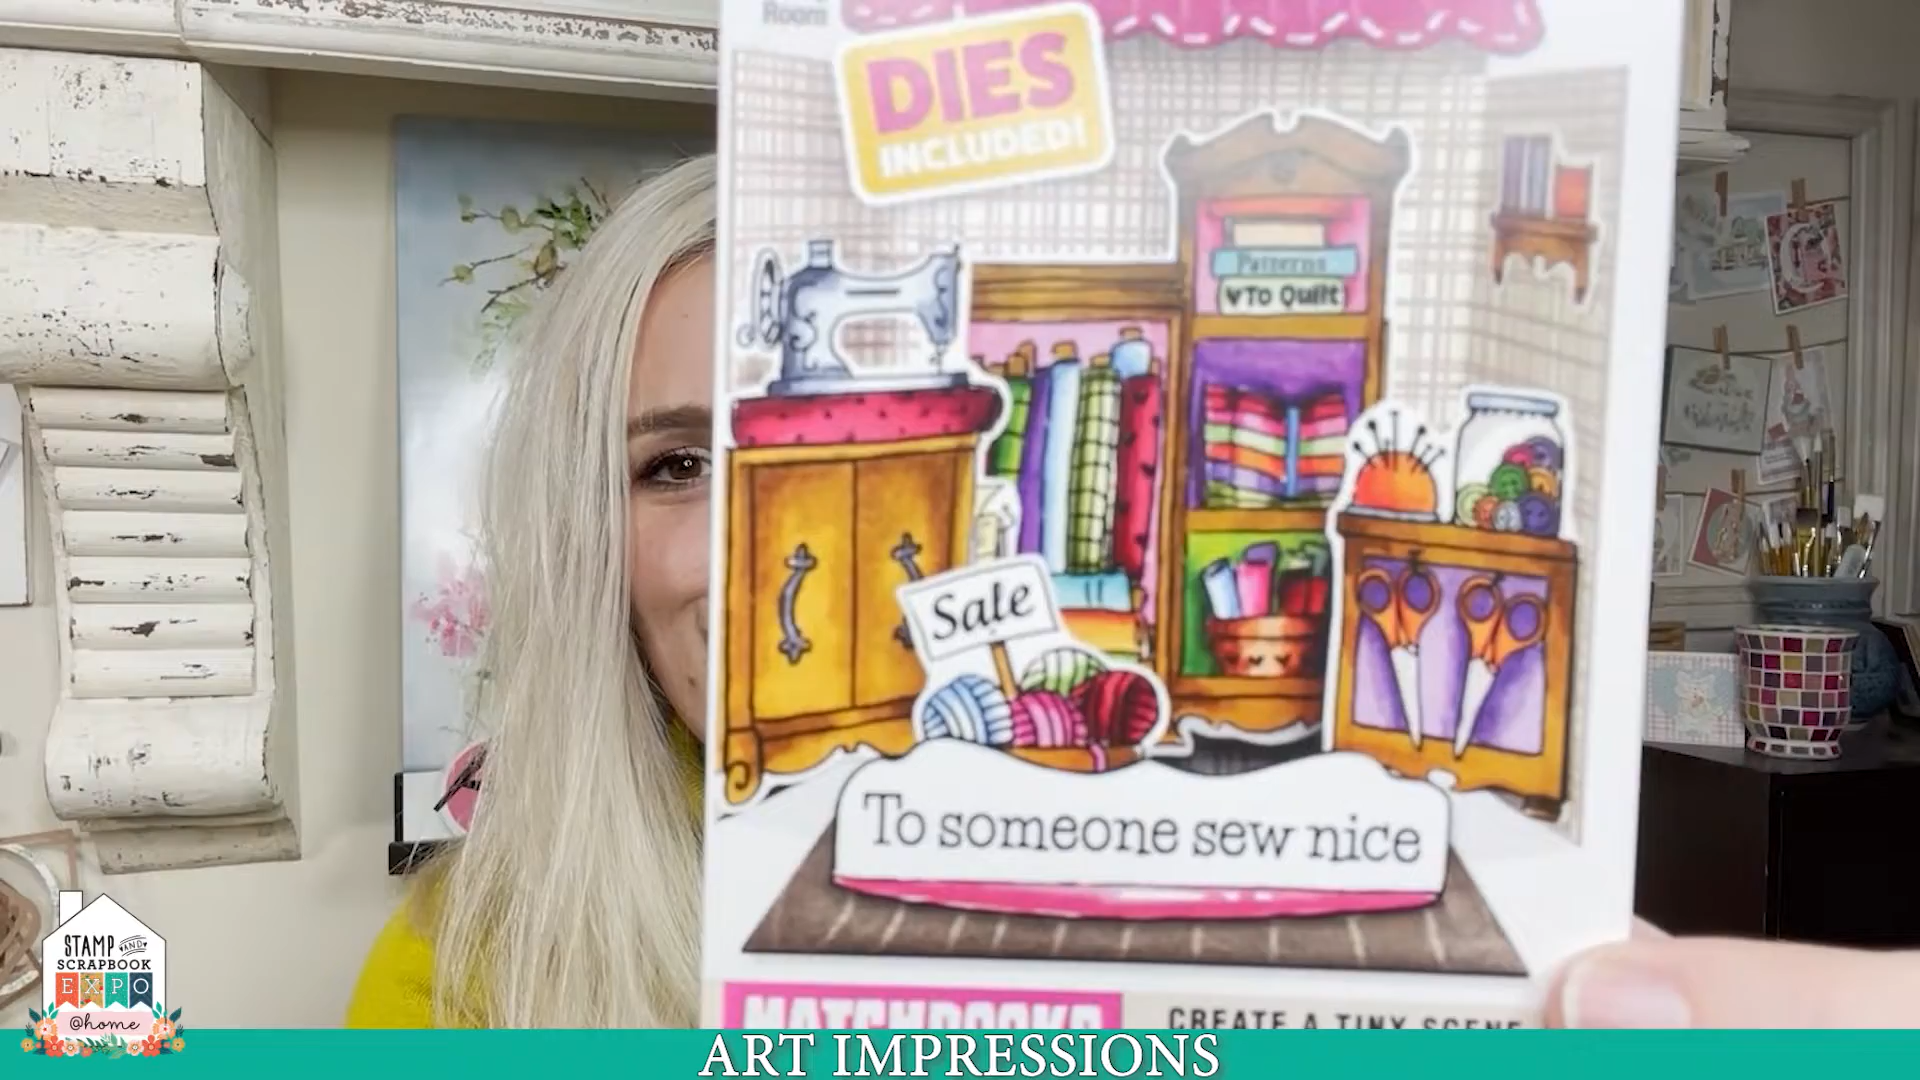 Room
DIES
INCLUDED!
Patterns
♥To Quilt
Sale
To someone sew nice
MATCHBOOKS
CREATE A TINY SCENE
STAMP AND
SCRAPBOOK
EXPO
@home
ART IMPRESSIONS